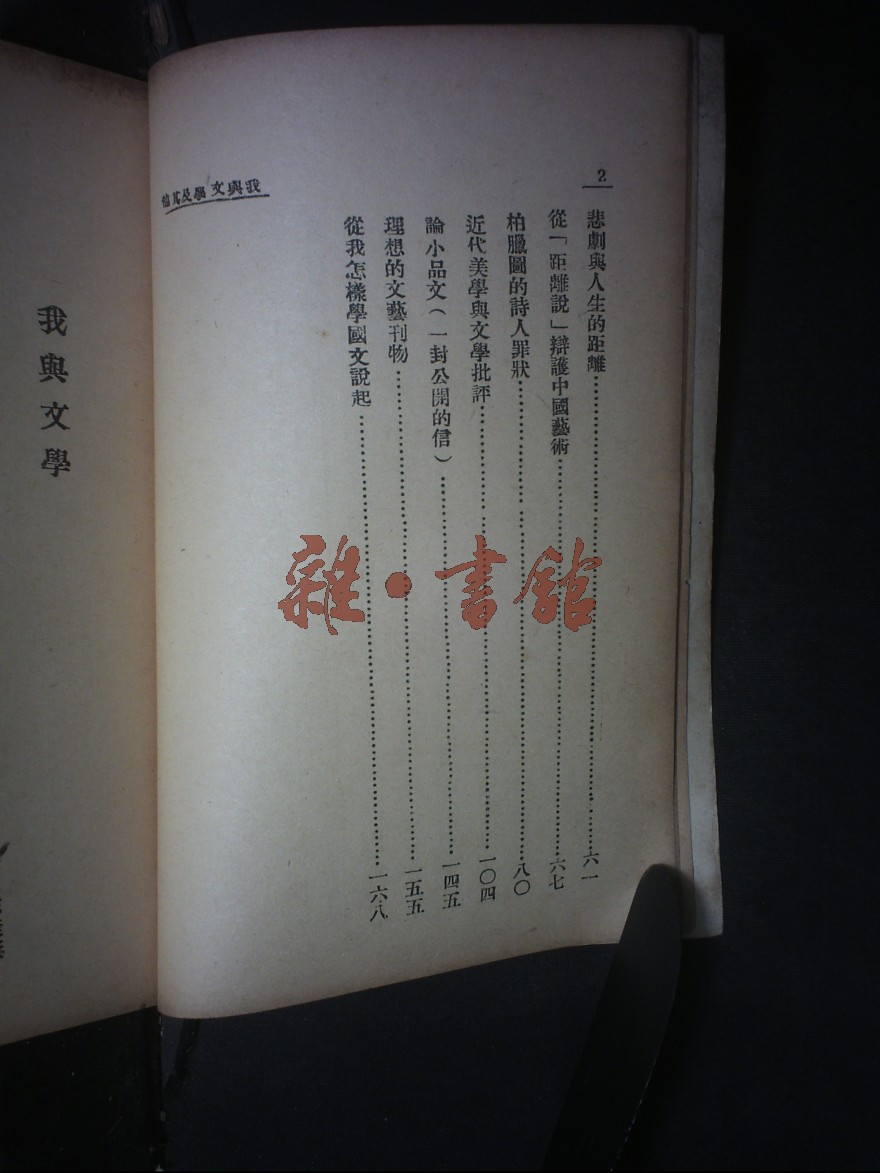 2
我與文學及其他
悲劇與人生的距離……六一
從「距離說」辯護中國藝術……六七
柏臘圖的詩人罪狀……八〇
近代美學與文學批評……一〇四
論小品文(一封公開的信)……一四五
理想的文藝刊物……一五五
從我怎樣學國文說起……一六八
我與文學
雜·書館